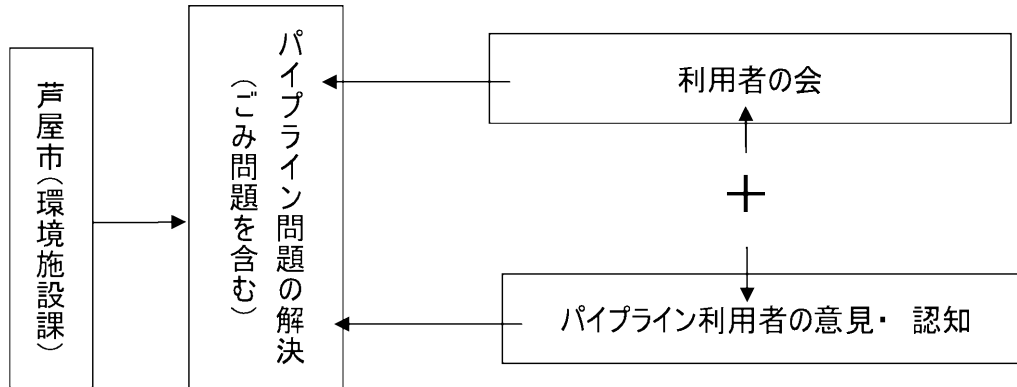 芦屋市（環境施設課）
パイプライン問題の解決
（ごみ問題を含む）
利用者の会
＋
パイプライン利用者の意見・ 認知